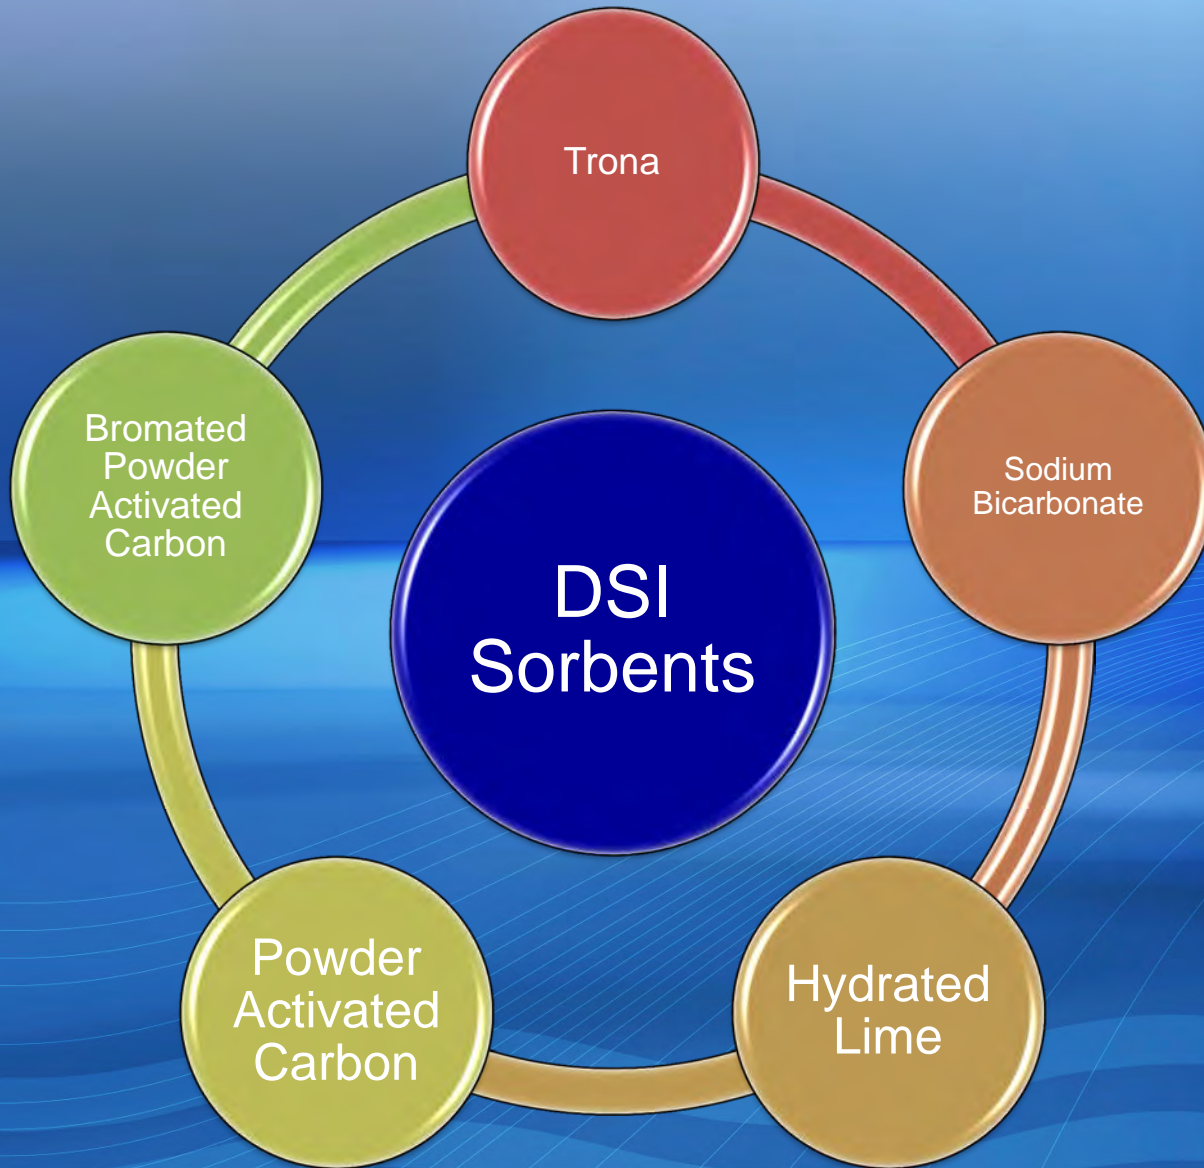 Trona
Bromated
Powder
Activated
Carbon
Sodium
Bicarbonate
DSI
Sorbents
Powder
Activated
Carbon
Hydrated
Lime